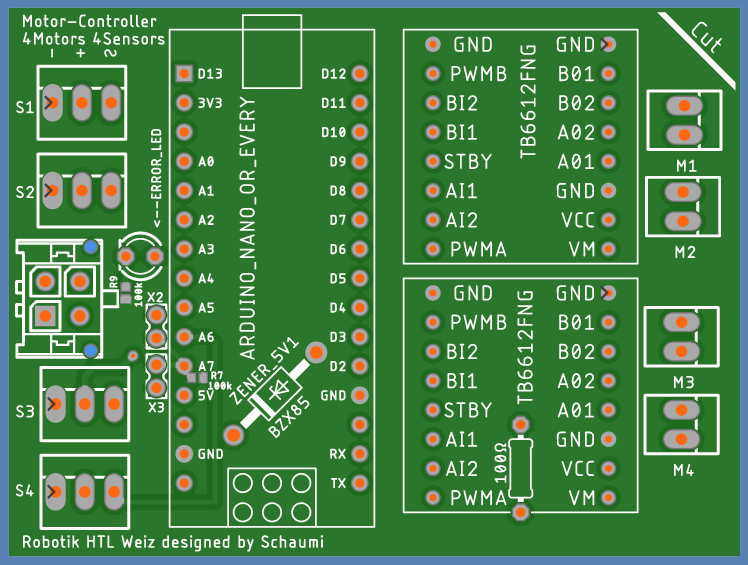 Motor-Controller
4Motors 4Sensors
- + S
Cut
S1
S2
S3
S4
<--ERROR_LED
R9
100k
X2
X3
R7
100k
ARDUINO_NANO_OR_EVERY
D13
3V3
A0
A1
A2
A3
A4
A5
A6
A7
5V
GND
D12
D11
D10
D9
D8
D7
D6
D5
D4
D3
D2
GND
RX
TX
ZENER_5V1
BZX85
TB6612FNG
GND GND
PWMB B01
BI2 B02
BI1 A02
STBY A01
AI1 GND
AI2 VCC
PWMA VM
TB6612FNG
GND GND
PWMB B01
BI2 B02
BI1 A02
STBY A01
AI1 GND
AI2 VCC
PWMA VM
100Ω
M1
M2
M3
M4
Robotik HTL Weiz designed by Schaumi